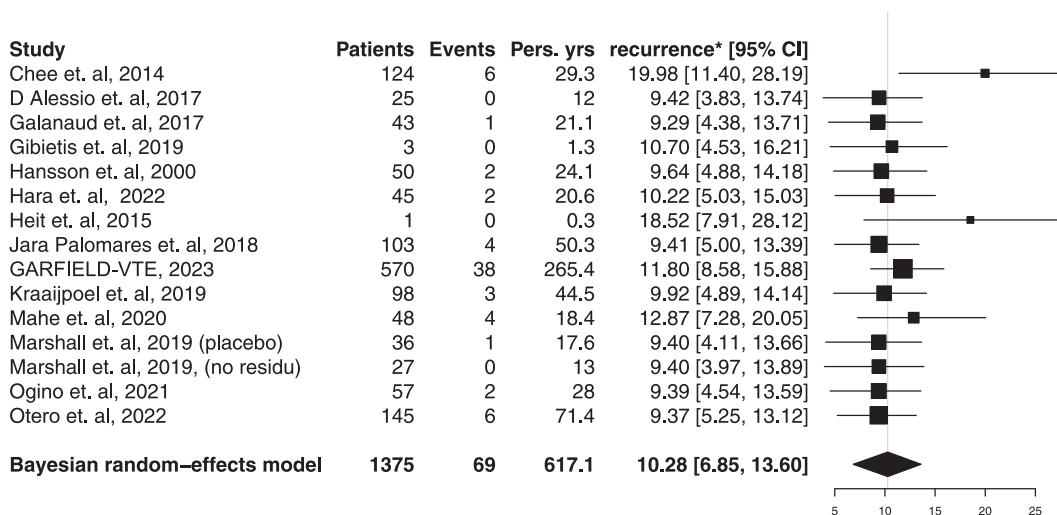 Study Patients Events Pers. yrs recurrence* [95% CI]
Chee et. al, 2014 124 6 29.3 19.98 [11.40, 28.19]
D Alessio et. al, 2017 25 0 12 9.42 [3.83, 13.74]
Galanaud et. al, 2017 43 1 21.1 9.29 [4.38, 13.71]
Gibietis et. al, 2019 3 0 1.3 10.70 [4.53, 16.21]
Hansson et. al, 2000 50 2 24.1 9.64 [4.88, 14.18]
Hara et. al, 2022 45 2 20.6 10.22 [5.03, 15.03]
Heit et. al, 2015 1 0 0.3 18.52 [7.91, 28.12]
Jara Palomares et. al, 2018 103 4 50.3 9.41 [5.00, 13.39]
GARFIELD-VTE, 2023 570 38 265.4 11.80 [8.58, 15.88]
Kraaijpoel et. al, 2019 98 3 44.5 9.92 [4.89, 14.14]
Mahe et. al, 2020 48 4 18.4 12.87 [7.28, 20.05]
Marshall et. al, 2019 (placebo) 36 1 17.6 9.40 [4.11, 13.66]
Marshall et. al, 2019, (no residu) 27 0 13 9.40 [3.97, 13.89]
Ogino et. al, 2021 57 2 28 9.39 [4.54, 13.59]
Otero et. al, 2022 145 6 71.4 9.37 [5.25, 13.12]
Bayesian random−effects model 1375 69 617.1 10.28 [6.85, 13.60]
5 10 15 20 25